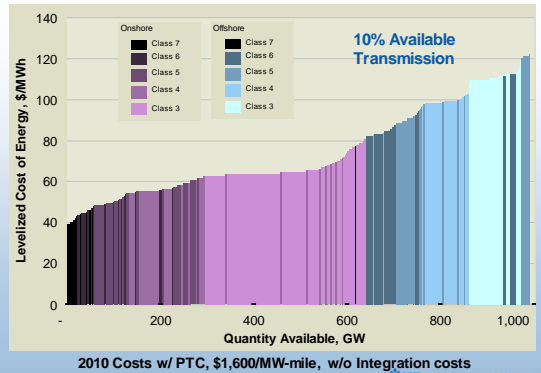 140
120
100
80
60
40
20
0
Levelized Cost of Energy, $/MWh
Onshore
Class 7
Class 6
Class 5
Class 4
Class 3
Offshore
Class 7
Class 6
Class 5
Class 4
Class 3
10% Available
Transmission
- 200 400 600 800 1,000
Quantity Available, GW
2010 Costs w/ PTC, $1,600/MW-mile, w/o Integration costs